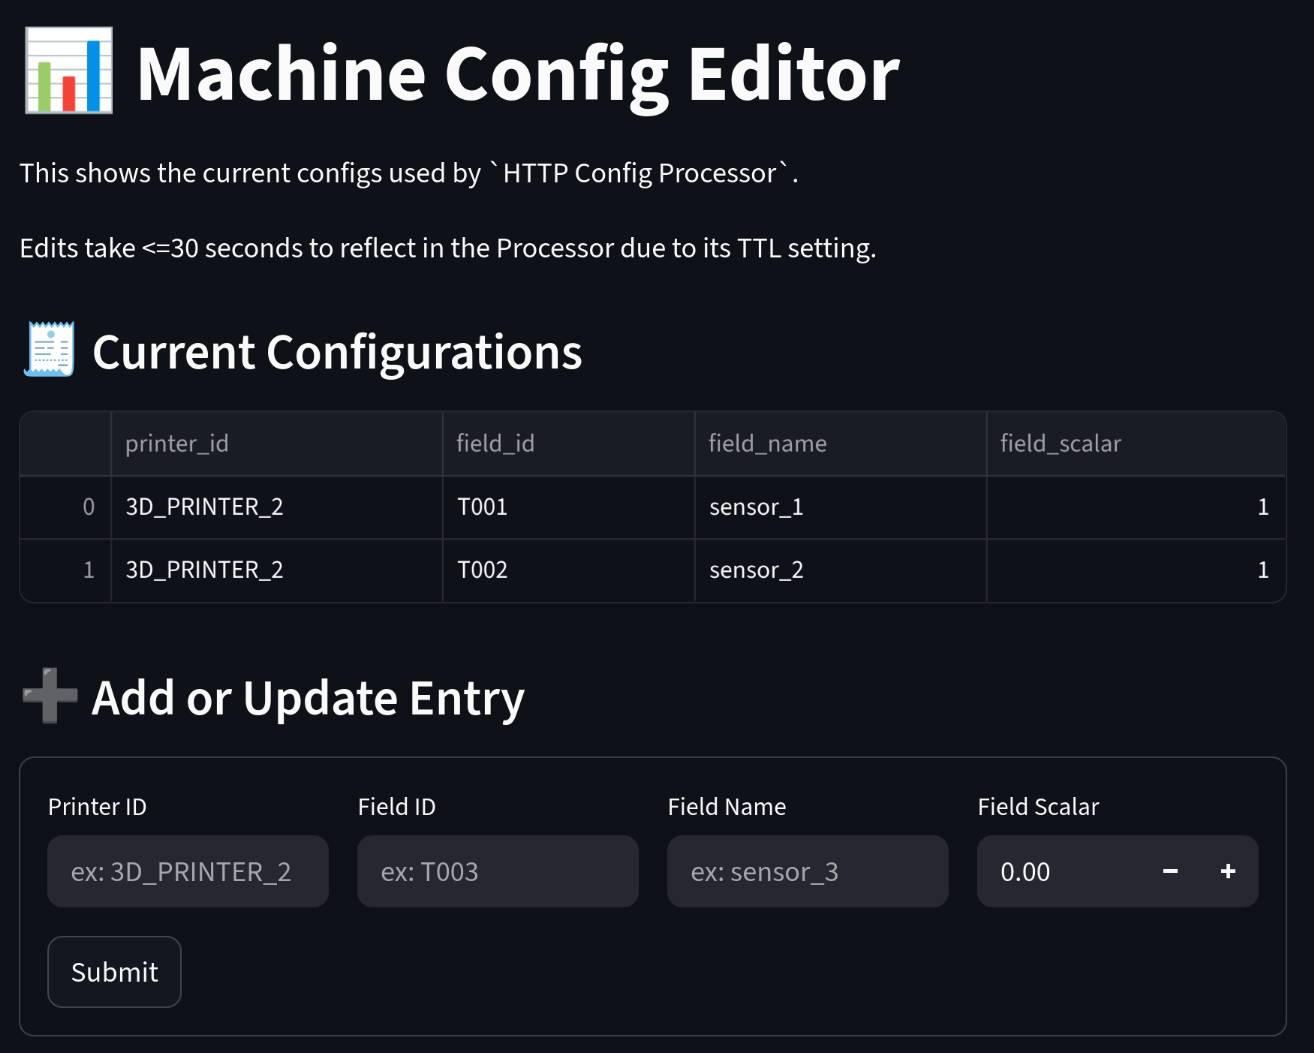 Machine Config Editor
This shows the current configs used by `HTTP Config Processor`.
Edits take <=30 seconds to reflect in the Processor due to its TTL setting.
Current Configurations
printer_id field_id field_name field_scalar
0 3D_PRINTER_2 T001 sensor_1 1
1 3D_PRINTER_2 T002 sensor_2 1
Add or Update Entry
Printer ID Field ID Field Name Field Scalar
ex: 3D_PRINTER_2 ex: T003 ex: sensor_3 0.00 − +
Submit